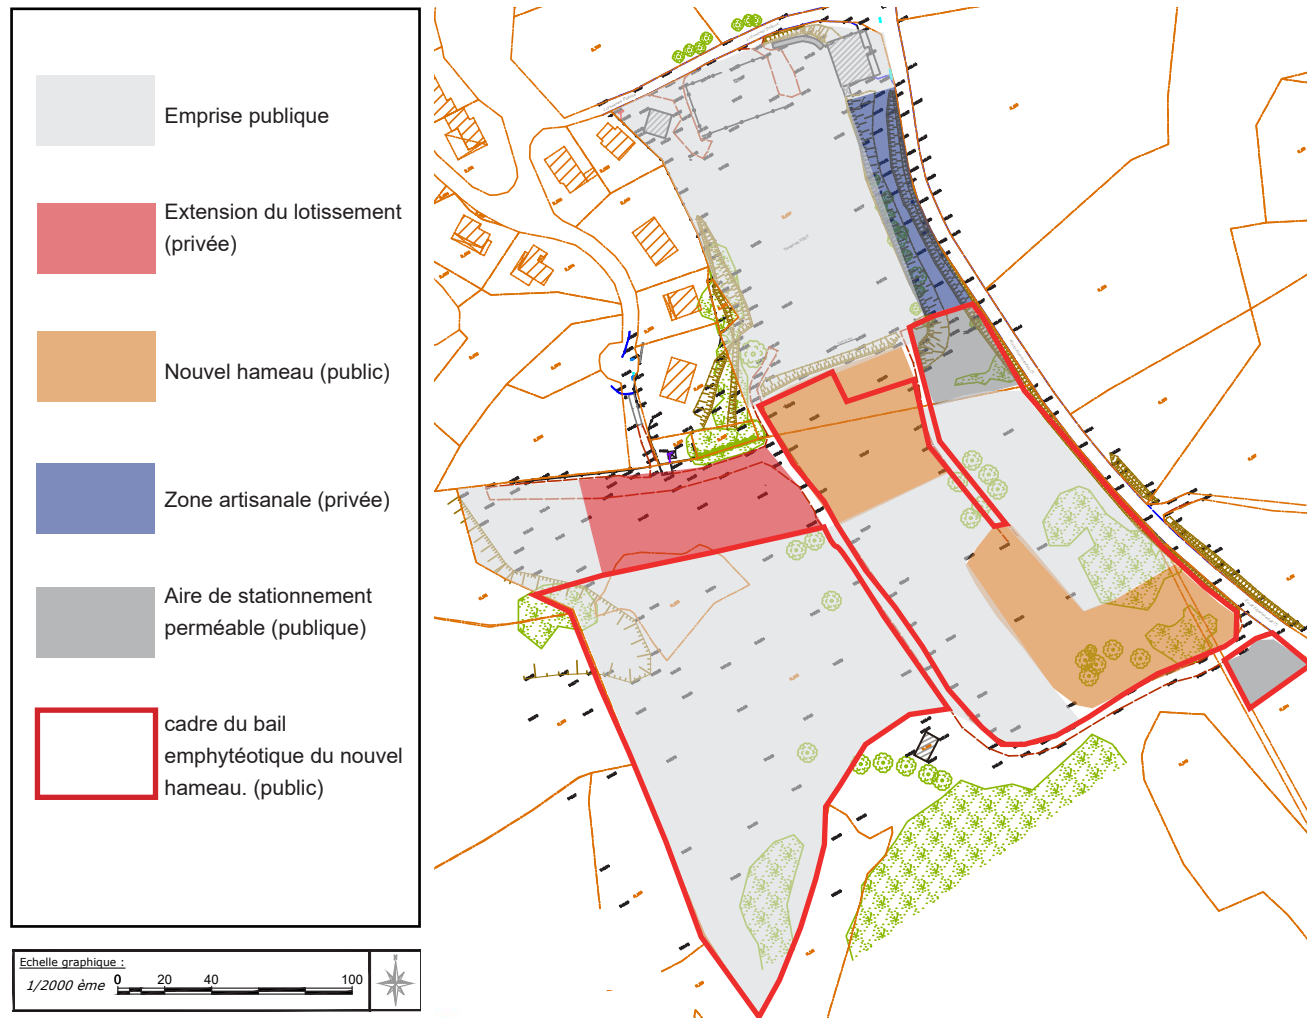 Emprise publique
Extension du lotissement
(privée)
Nouvel hameau (public)
Zone artisanale (privée)
Aire de stationnement
perméable (publique)
cadre du bail
emphytéotique du nouvel
hameau. (public)
Echelle graphique :
1/2000 ème
0 20 40 100